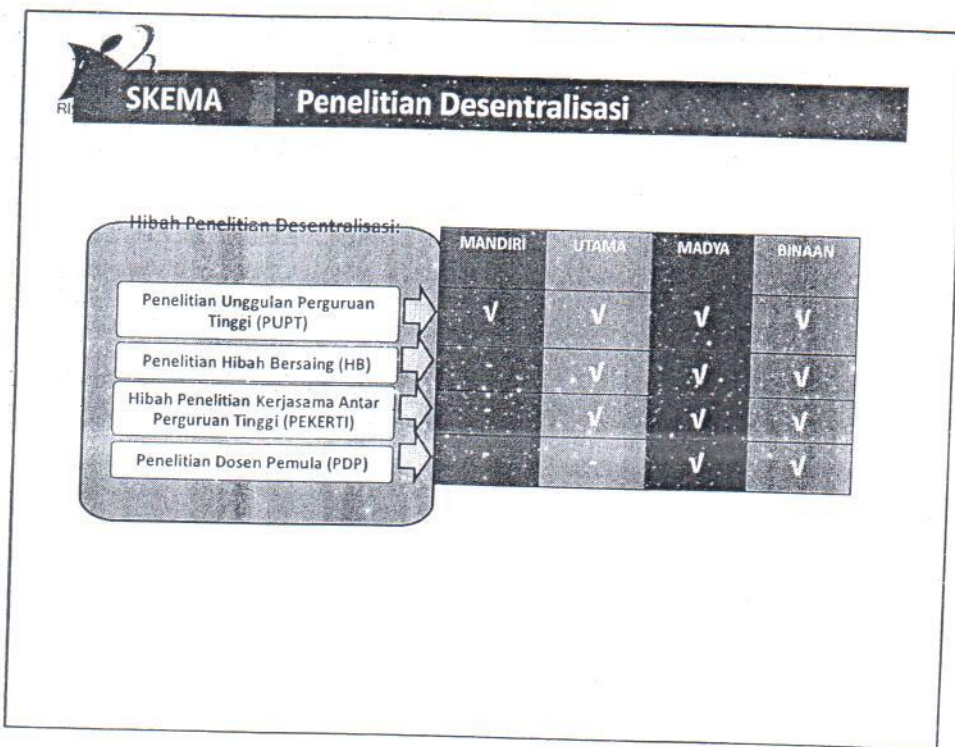 SKEMA Penelitian Desentralisasi
Hibah Penelitian Desentralisasi:
MANDIRI UTAMA MADYA BINAAN
Penelitian Unggulan Perguruan
Tinggi (PUPT)
√ √ √ √
Penelitian Hibah Bersaing (HB)
√ √ √
Hibah Penelitian Kerjasama Antar
Perguruan Tinggi (PEKERTI)
√ √ √
Penelitian Dosen Pemula (PDP)
- - √ √